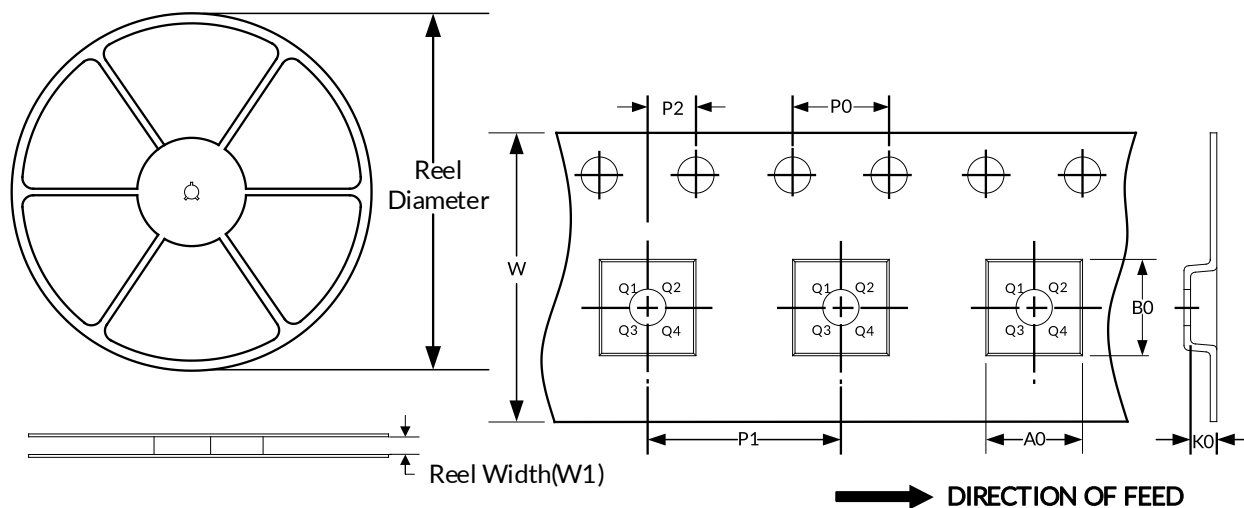 Reel
Diameter
Reel Width(W1)
P2
P0
W
Q1 Q2
Q3 Q4
Q1 Q2
Q3 Q4
Q1 Q2
Q3 Q4
B0
P1
A0
K0
DIRECTION OF FEED